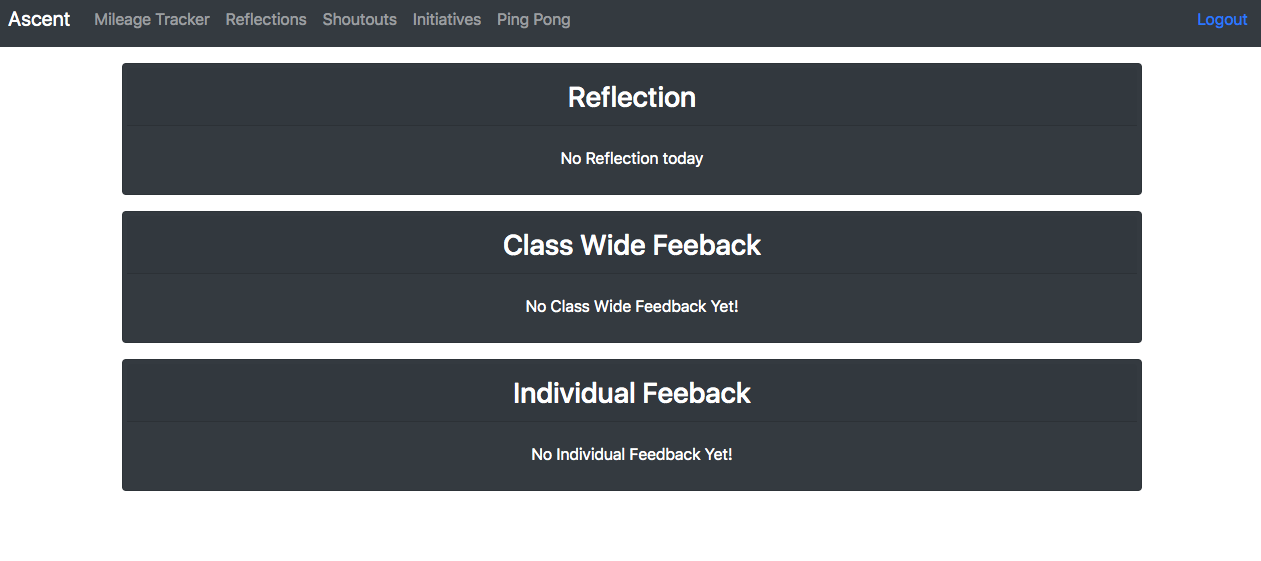 Ascent Mileage Tracker Reflections Shoutouts Initiatives Ping Pong Logout
Reflection
No Reflection today
Class Wide Feeback
No Class Wide Feedback Yet!
Individual Feeback
No Individual Feedback Yet!